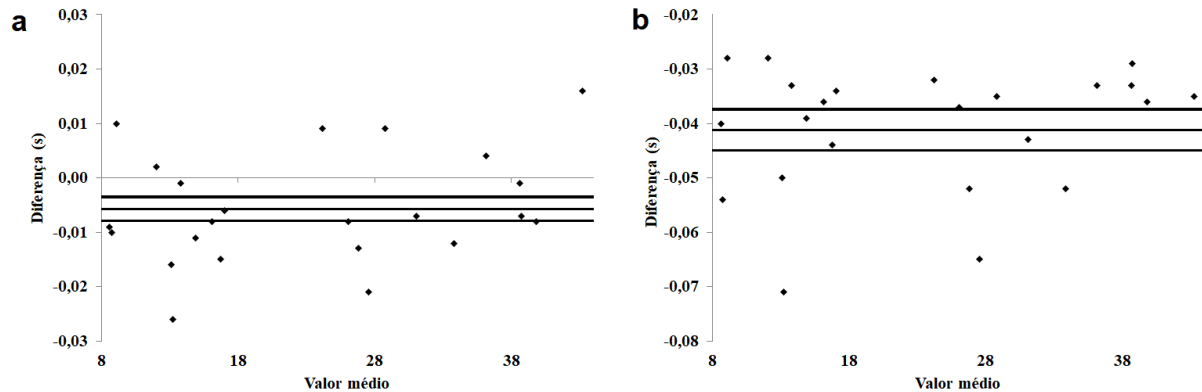 a
0,03
0,02
0,01
0,00
-0,01
-0,02
-0,03
Diferença (s)
8 18 28 38
Valor médio
b
-0,02
-0,03
-0,04
-0,05
-0,06
-0,07
-0,08
Diferença (s)
8 18 28 38
Valor médio